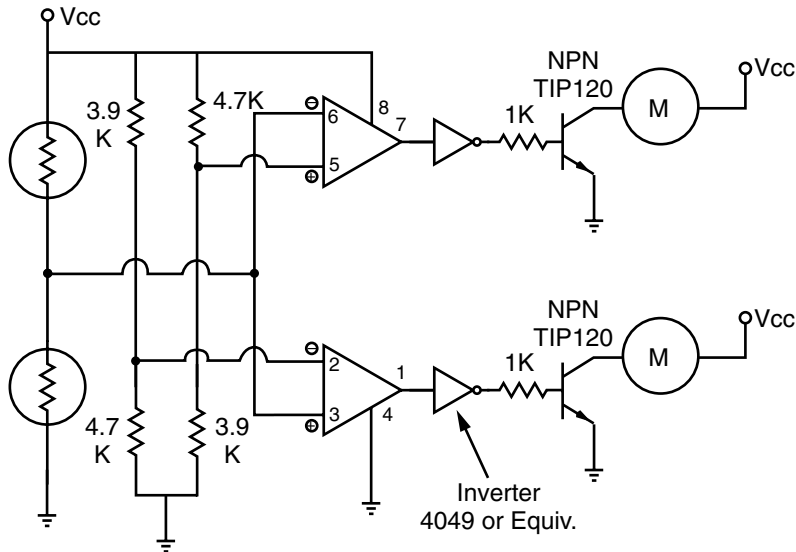 Vcc
3.9
K
4.7K
⊖
6
5
⊕
8
7
1K
NPN
TIP120
M
Vcc
⊖
2
3
⊕
1
4
1K
NPN
TIP120
M
Vcc
4.7
K
3.9
K
Inverter
4049 or Equiv.